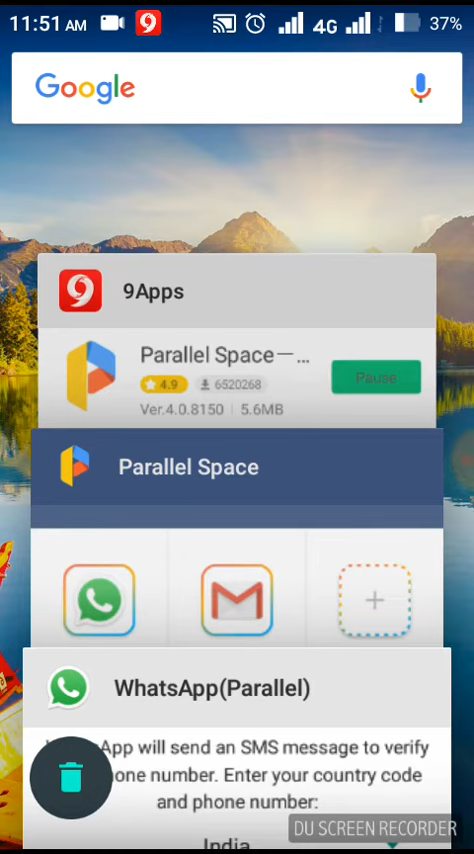 11:51 AM 4G 37%
Google
9Apps
Parallel Space—...
4.9 6520268
Pause
Ver.4.0.8150 | 5.6MB
Parallel Space
WhatsApp(Parallel)
App will send an SMS message to verify
phone number. Enter your country code
and phone number:
India
DU SCREEN RECORDER